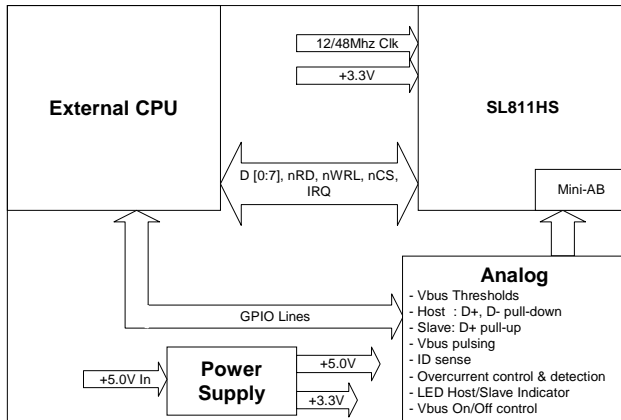 12/48Mhz Clk
+3.3V
External CPU
SL811HS
D [0:7], nRD, nWRL, nCS,
IRQ
Mini-AB
Analog
- Vbus Thresholds
- Host : D+, D- pull-down
- Slave: D+ pull-up
- Vbus pulsing
- ID sense
- Overcurrent control & detection
- LED Host/Slave Indicator
- Vbus On/Off control
GPIO Lines
+5.0V In
Power
Supply
+5.0V
+3.3V